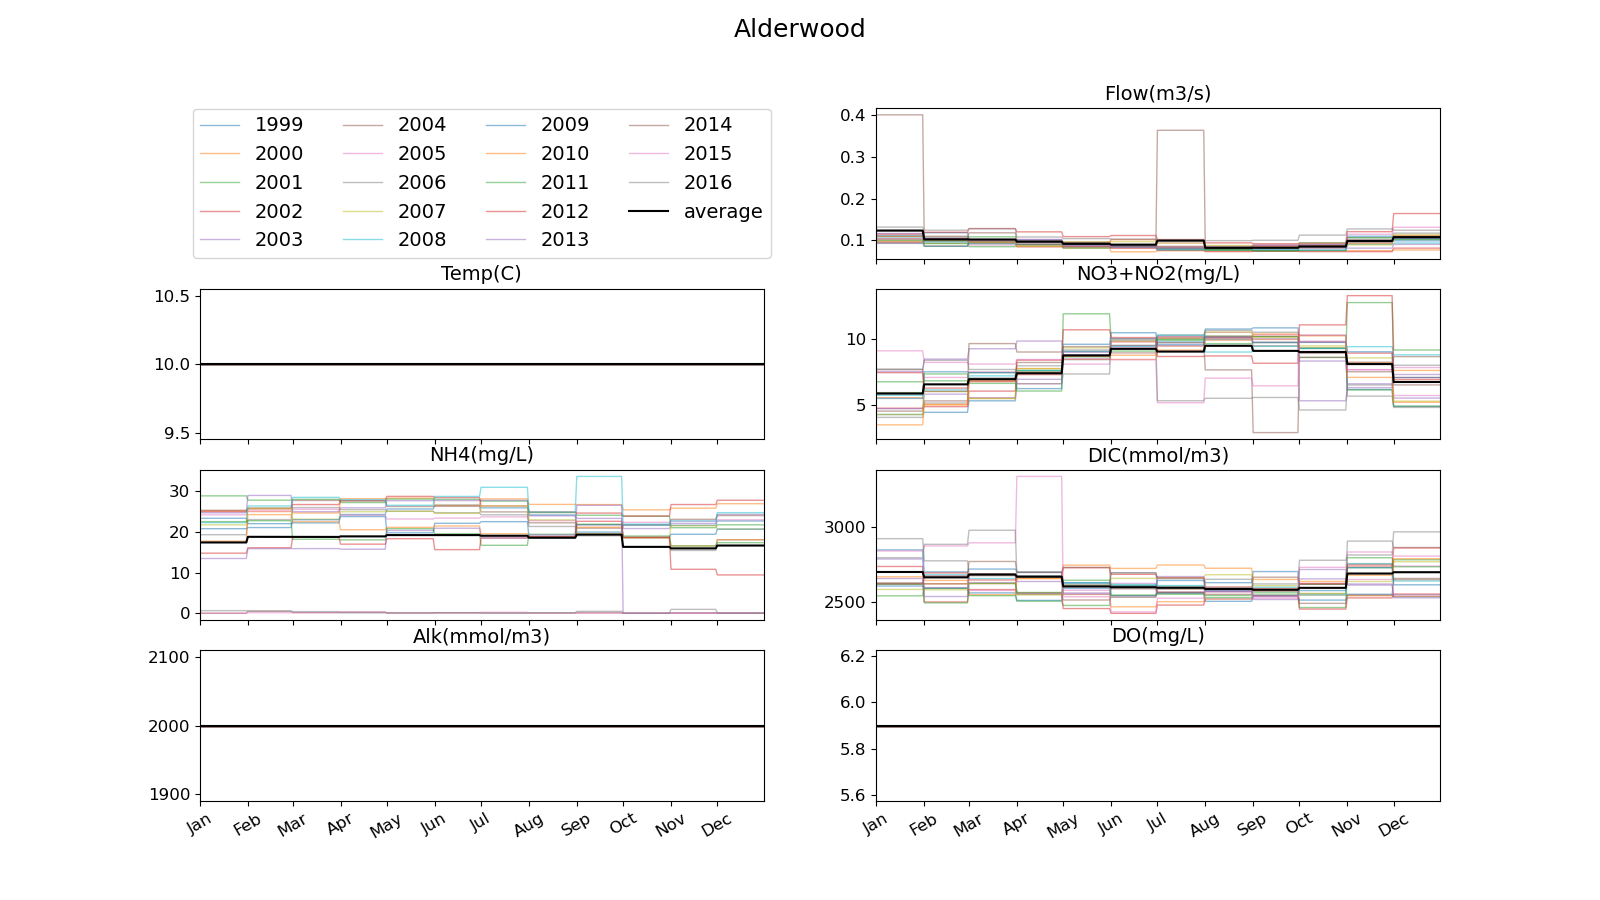 Alderwood
1999 2004 2009 2014
2000 2005 2010 2015
2001 2006 2011 2016
2002 2007 2012 average
2003 2008 2013
Flow(m3/s)
0.4
0.3
0.2
0.1
Temp(C)
10.5
10.0
9.5
NO3+NO2(mg/L)
10
5
NH4(mg/L)
30
20
10
0
DIC(mmol/m3)
3000
2500
Alk(mmol/m3)
2100
2000
1900
Jan Feb Mar Apr May Jun Jul Aug Sep Oct Nov Dec
DO(mg/L)
6.2
6.0
5.8
5.6
Jan Feb Mar Apr May Jun Jul Aug Sep Oct Nov Dec